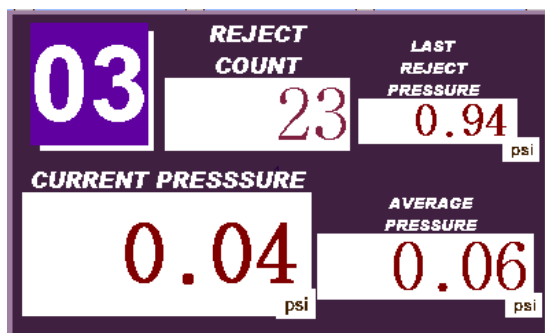 03
REJECT
COUNT
23
LAST
REJECT
PRESSURE
0.94
psi
CURRENT PRESSSURE
0.04
psi
AVERAGE
PRESSURE
0.06
psi